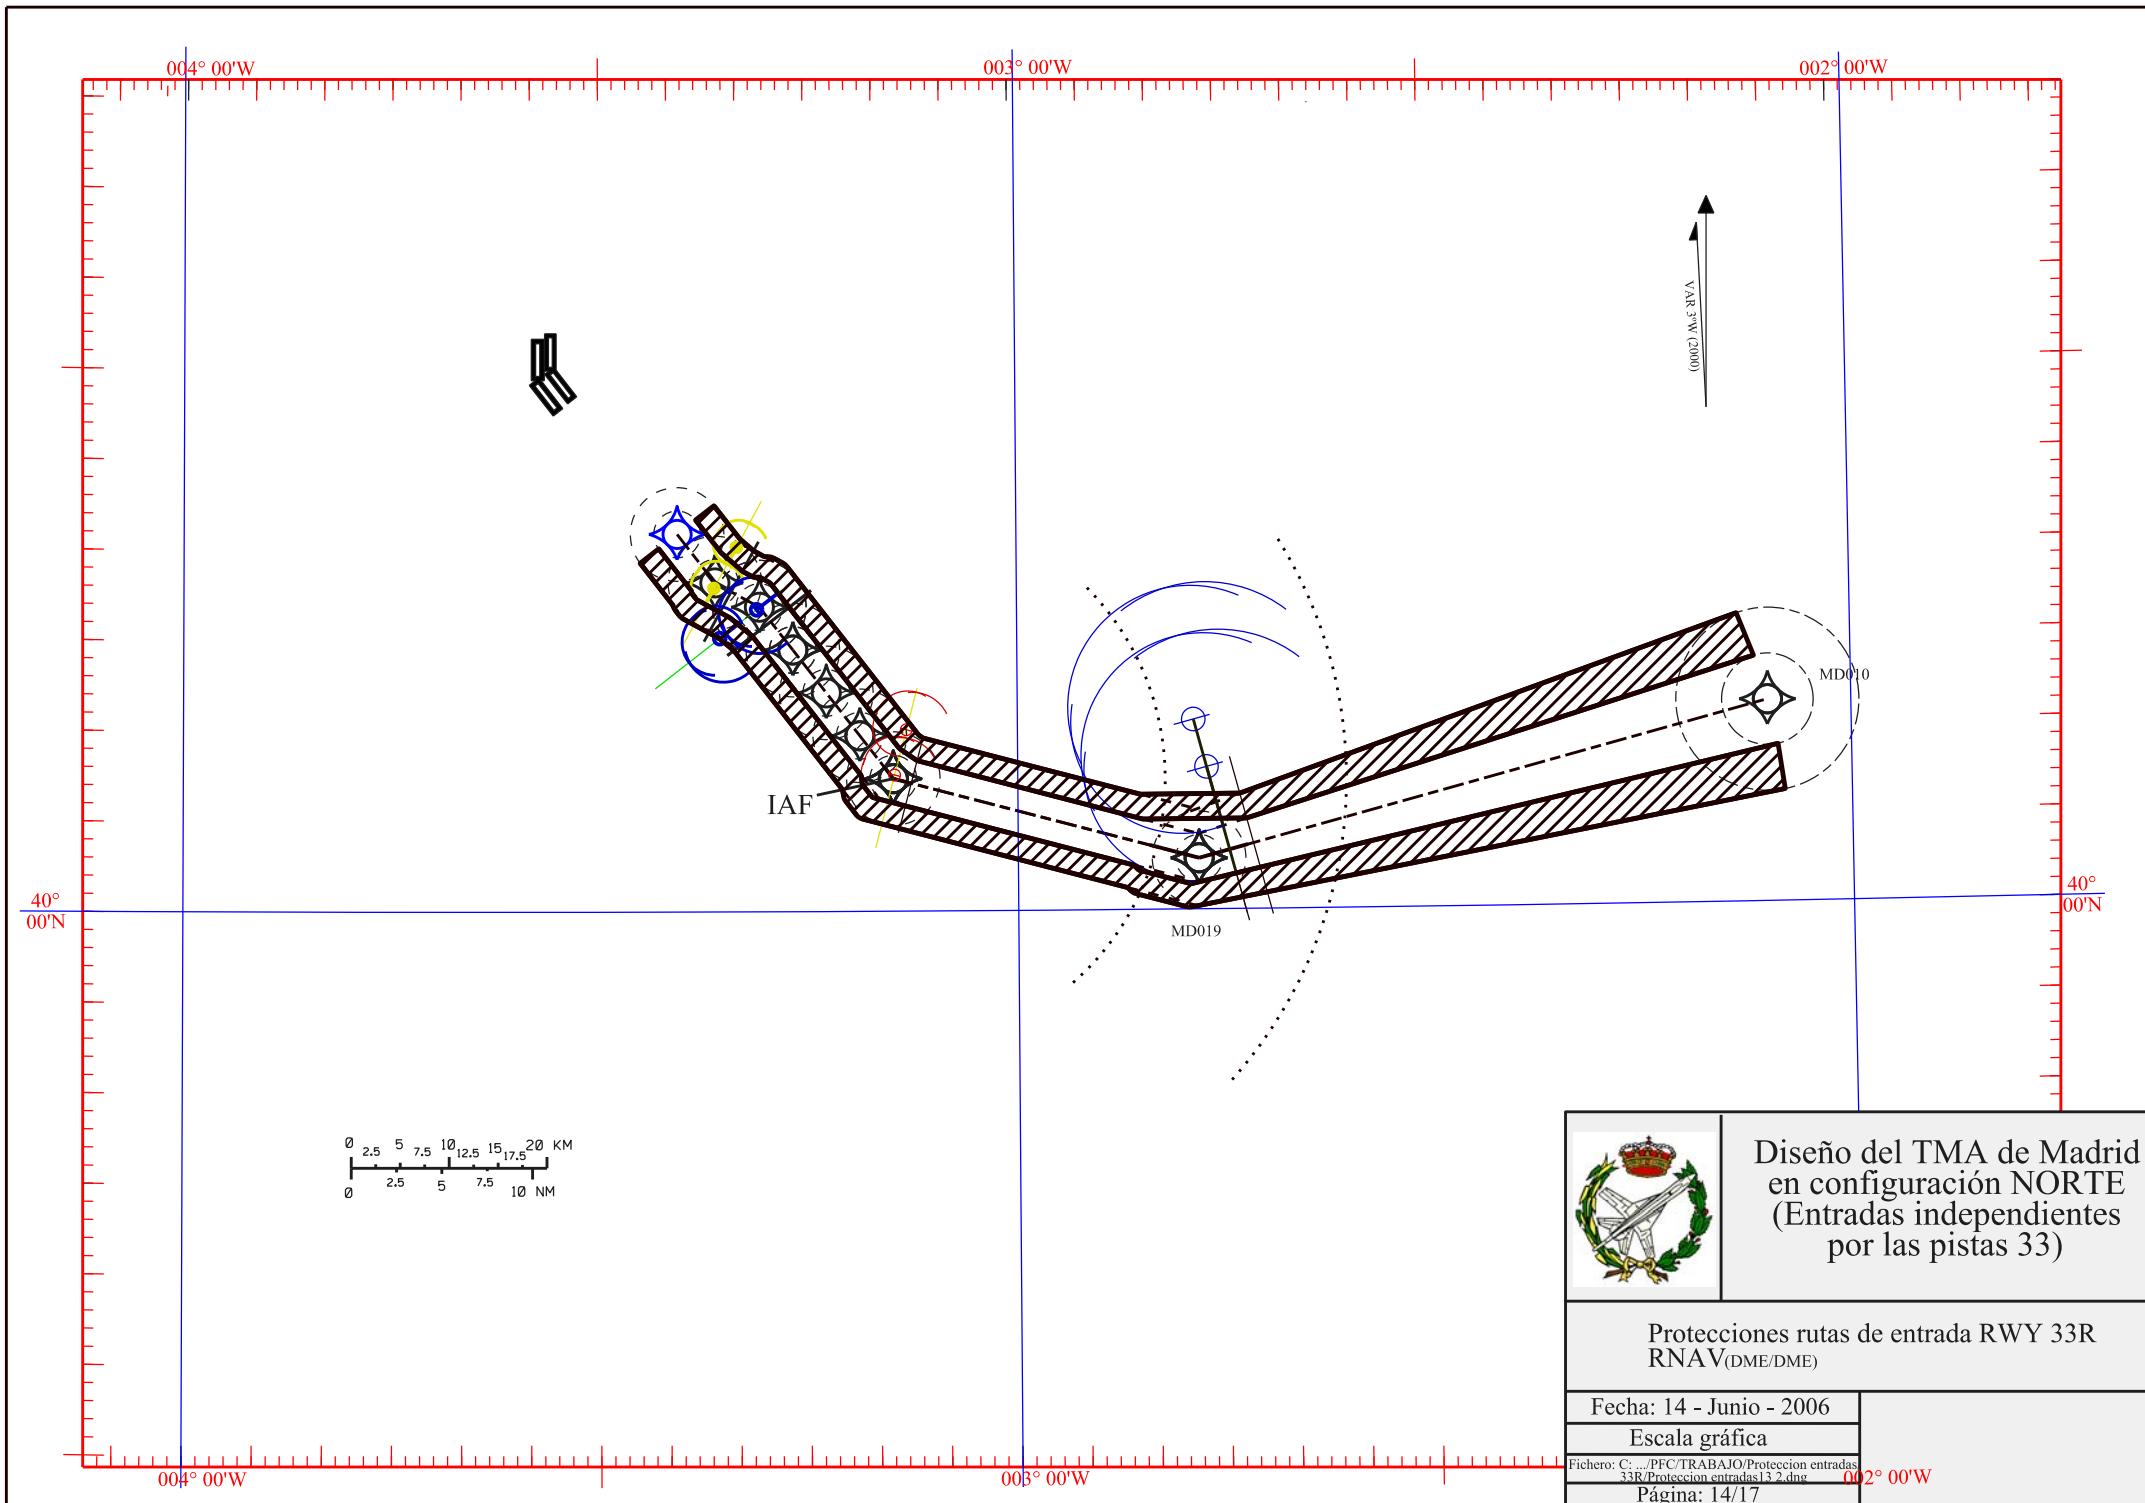 004° 00'W
003° 00'W
002° 00'W
VAR 3°W (2000)
MD010
IAF
40°
00'N
40°
00'N
MD019
0 2.5 5 7.5 10 12.5 15 17.5 20 KM
0 2.5 5 7.5 10 NM
Diseño del TMA de Madrid
en configuración NORTE
(Entradas independientes
por las pistas 33)
Protecciones rutas de entrada RWY 33R
RNAV(DME/DME)
Fecha: 14 - Junio - 2006
Escala gráfica
Fichero: C: .../PFC/TRABAJO/Proteccion entradas
33R/Proteccion entradas13 2.dng
Página: 14/17
004° 00'W
003° 00'W
002° 00'W